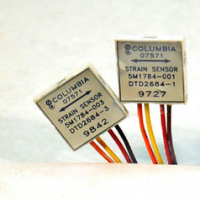 COLUMBIA
07571
STRAIN SENSOR
5M1784-003
DTD2684-3
9842
COLUMBIA
07571
STRAIN SENSOR
5M1784-001
DTD2684-1
9727